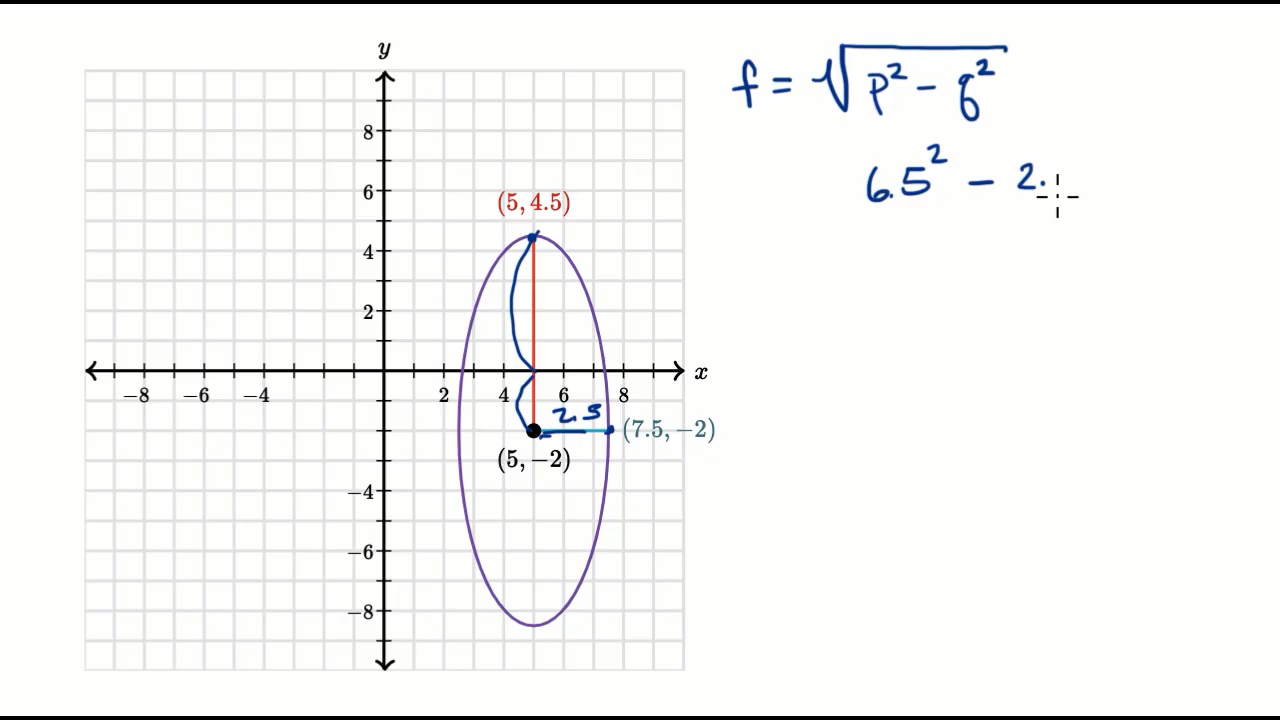 y
f = √p² − q²
8
6.5² − 2.
6
(5, 4.5)
4
2
x
−8 −6 −4 2 4 6 8
2.5
(7.5, −2)
(5, −2)
−4
−6
−8